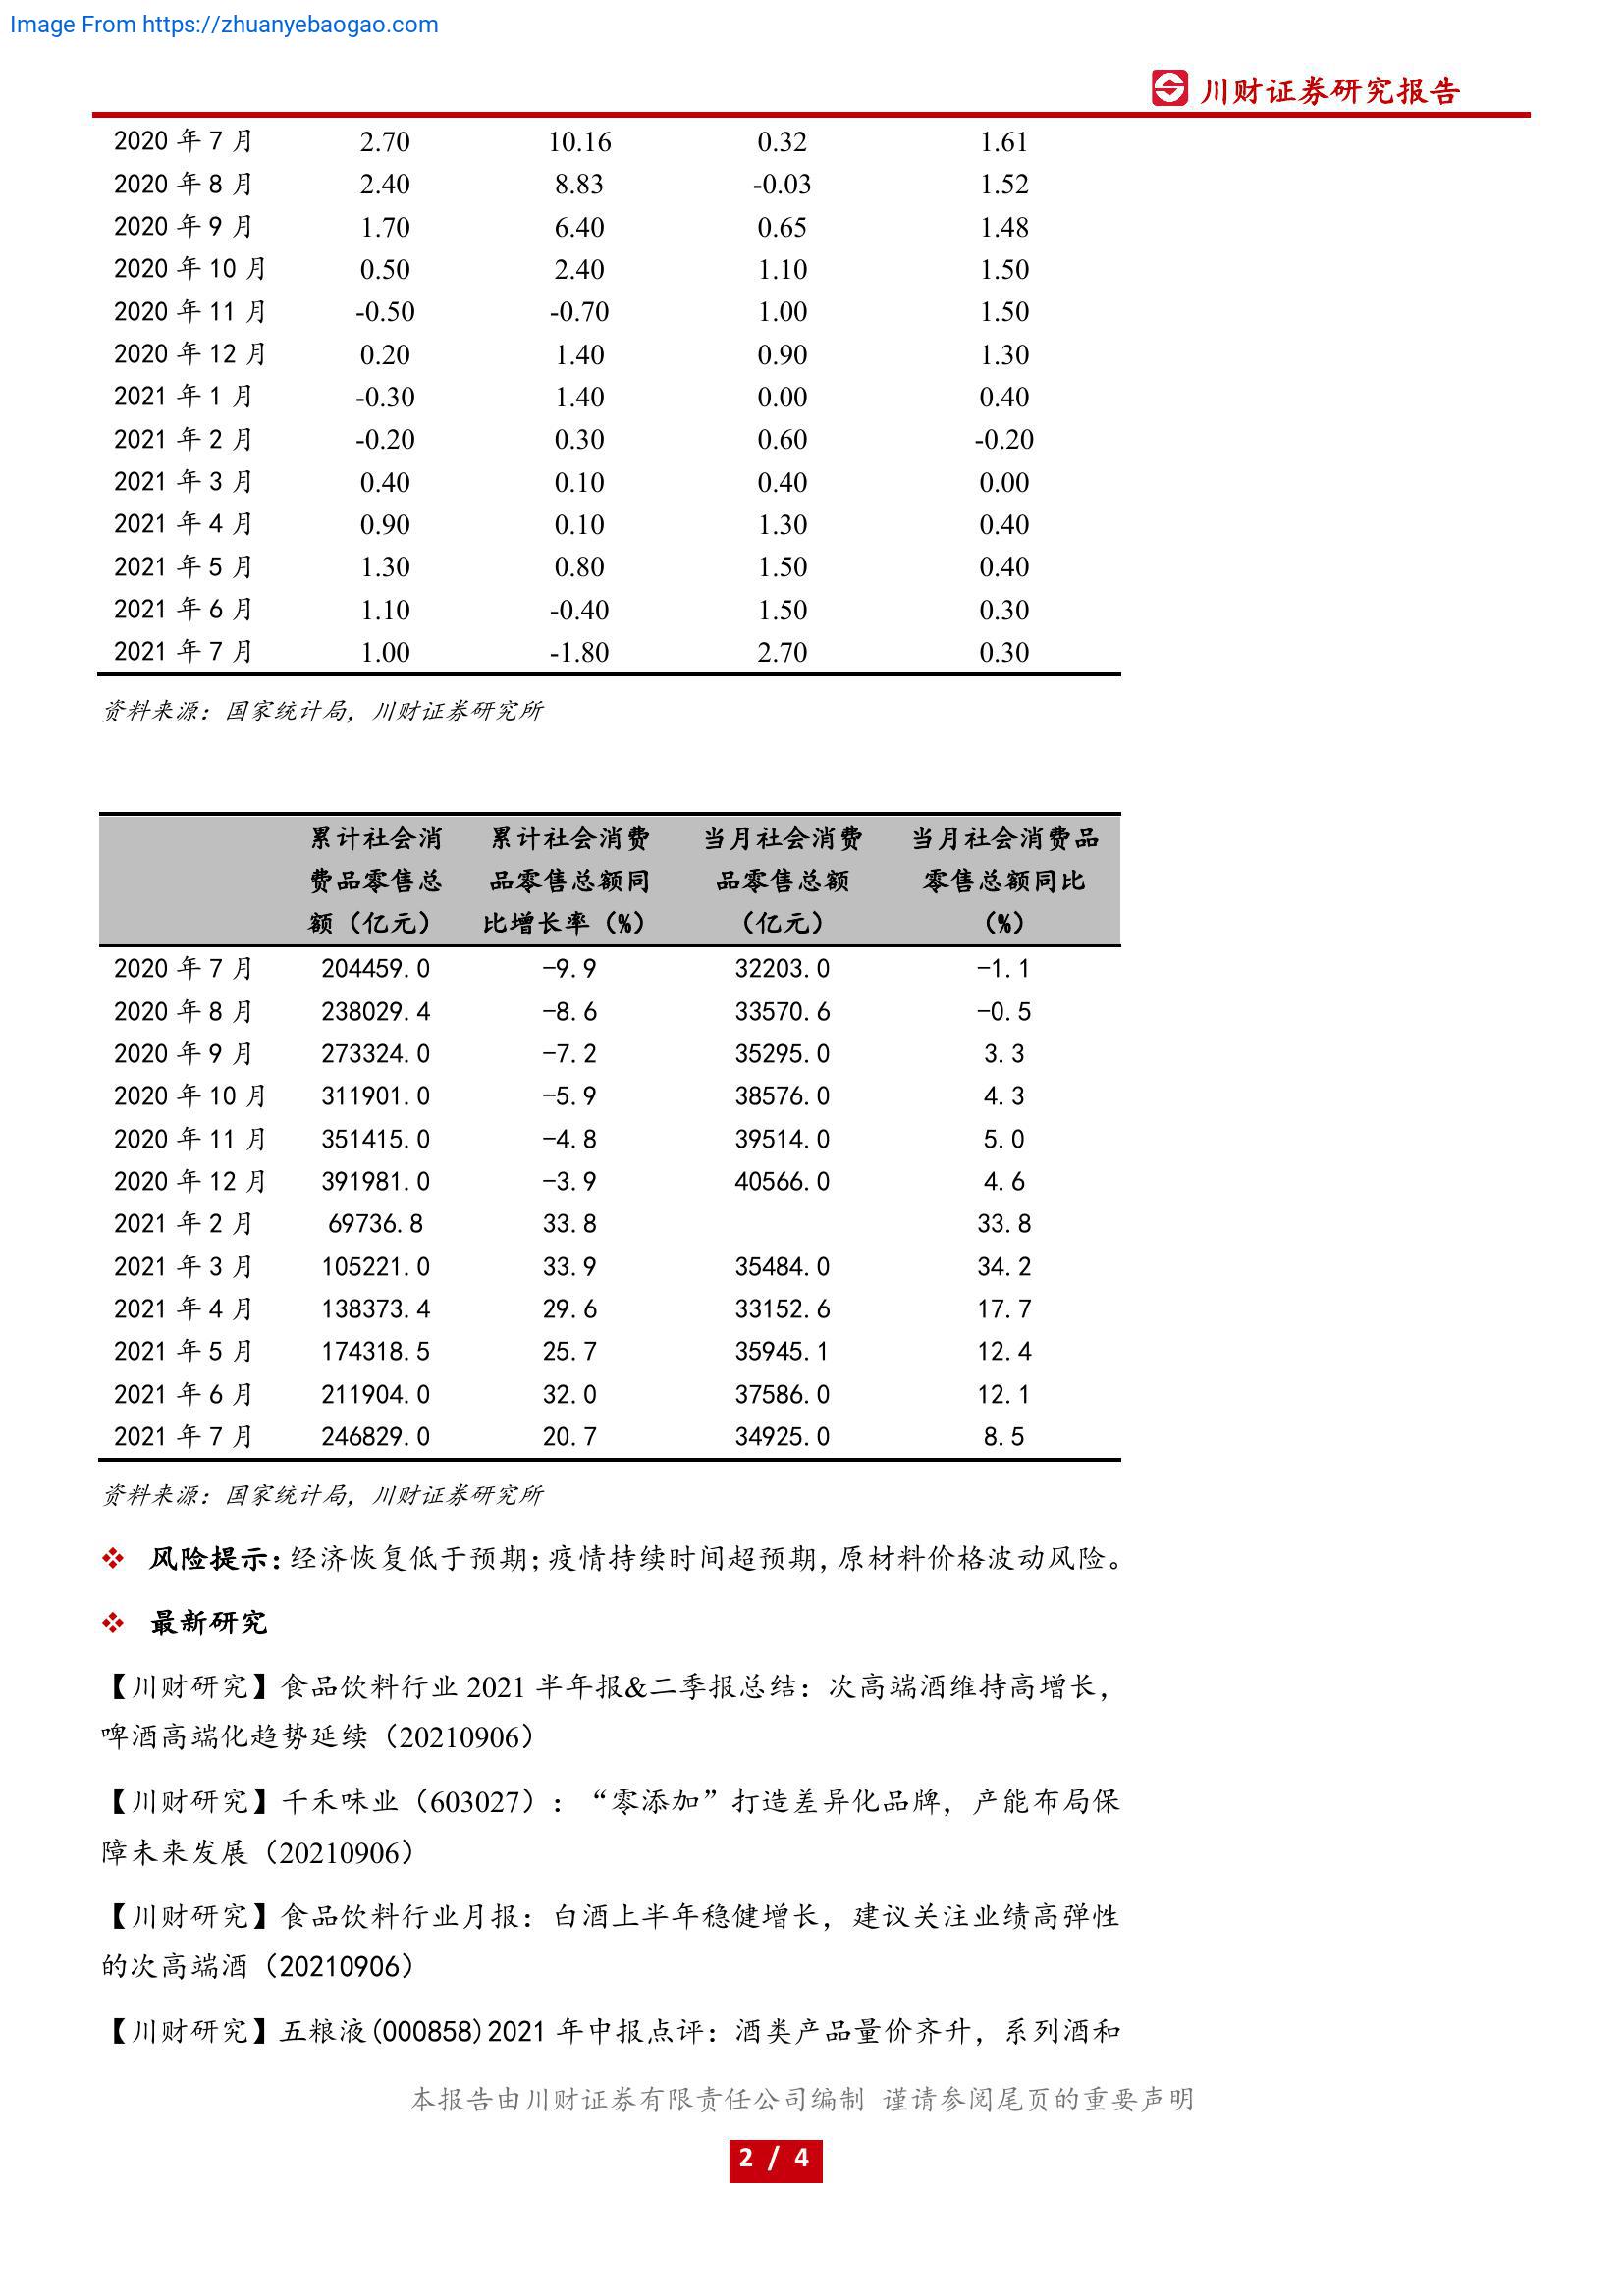 Image From https://zhuanyebaogao.com
川财证券研究报告
2020 年 7 月 2.70 10.16 0.32 1.61
2020 年 8 月 2.40 8.83 -0.03 1.52
2020 年 9 月 1.70 6.40 0.65 1.48
2020 年 10 月 0.50 2.40 1.10 1.50
2020 年 11 月 -0.50 -0.70 1.00 1.50
2020 年 12 月 0.20 1.40 0.90 1.30
2021 年 1 月 -0.30 1.40 0.00 0.40
2021 年 2 月 -0.20 0.30 0.60 -0.20
2021 年 3 月 0.40 0.10 0.40 0.00
2021 年 4 月 0.90 0.10 1.30 0.40
2021 年 5 月 1.30 0.80 1.50 0.40
2021 年 6 月 1.10 -0.40 1.50 0.30
2021 年 7 月 1.00 -1.80 2.70 0.30
资料来源：国家统计局，川财证券研究所
累计社会消 累计社会消费 当月社会消费 当月社会消费品
费品零售总 品零售总额同 品零售总额 零售总额同比
额（亿元） 比增长率（%） （亿元） （%）
2020 年 7 月 204459.0 -9.9 32203.0 -1.1
2020 年 8 月 238029.4 -8.6 33570.6 -0.5
2020 年 9 月 273324.0 -7.2 35295.0 3.3
2020 年 10 月 311901.0 -5.9 38576.0 4.3
2020 年 11 月 351415.0 -4.8 39514.0 5.0
2020 年 12 月 391981.0 -3.9 40566.0 4.6
2021 年 2 月 69736.8 33.8 33.8
2021 年 3 月 105221.0 33.9 35484.0 34.2
2021 年 4 月 138373.4 29.6 33152.6 17.7
2021 年 5 月 174318.5 25.7 35945.1 12.4
2021 年 6 月 211904.0 32.0 37586.0 12.1
2021 年 7 月 246829.0 20.7 34925.0 8.5
资料来源：国家统计局，川财证券研究所
❖ 风险提示：经济恢复低于预期；疫情持续时间超预期，原材料价格波动风险。
❖ 最新研究
【川财研究】食品饮料行业 2021 半年报&二季报总结：次高端酒维持高增长，
啤酒高端化趋势延续（20210906）
【川财研究】千禾味业（603027）：“零添加”打造差异化品牌，产能布局保
障未来发展（20210906）
【川财研究】食品饮料行业月报：白酒上半年稳健增长，建议关注业绩高弹性
的次高端酒（20210906）
【川财研究】五粮液(000858)2021 年中报点评：酒类产品量价齐升，系列酒和
本报告由川财证券有限责任公司编制 谨请参阅尾页的重要声明
2 / 4